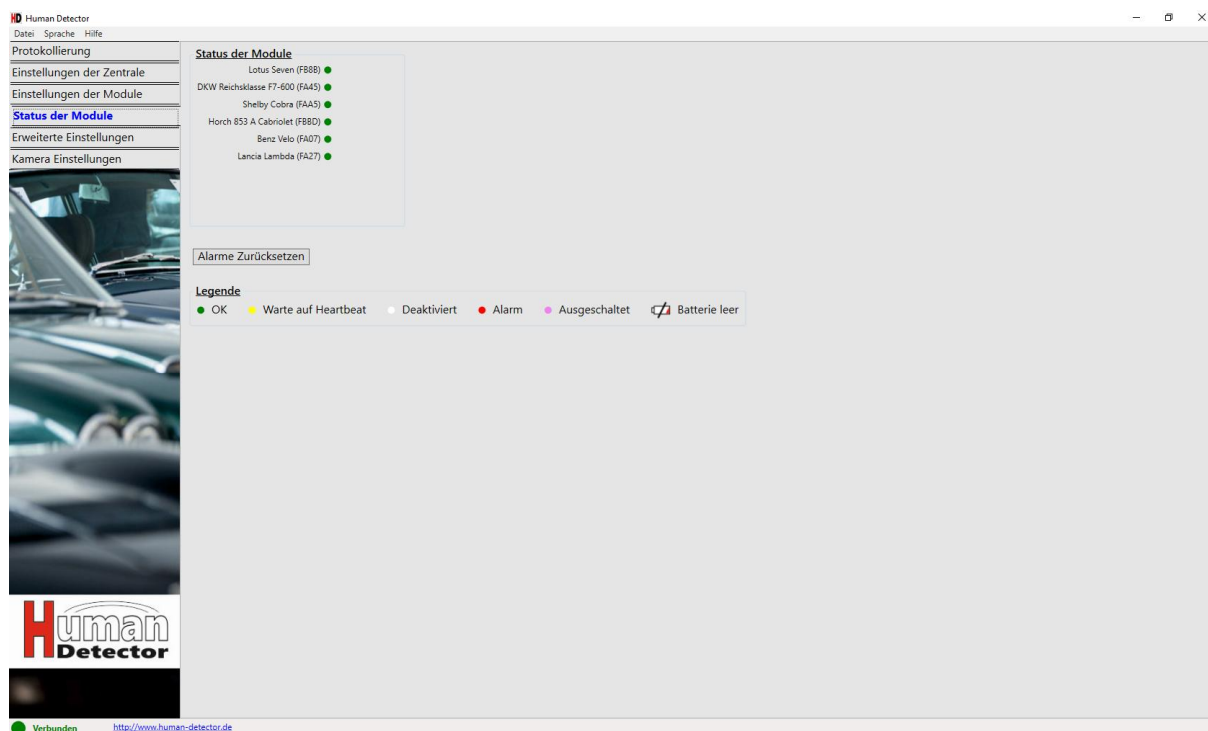 HD Human Detector
Datei Sprache Hilfe
Protokollierung
Einstellungen der Zentrale
Einstellungen der Module
Status der Module
Erweiterte Einstellungen
Kamera Einstellungen
Status der Module
Lotus Seven (FB8B)
DKW Reichsklasse F7-600 (FA45)
Shelby Cobra (FAA5)
Horch 853 A Cabriolet (FBBD)
Benz Velo (FA07)
Lancia Lambda (FA27)
Alarme Zurücksetzen
Legende
OK Warte auf Heartbeat Deaktiviert Alarm Ausgeschaltet Batterie leer
Human
Detector
Verbunden http://www.human-detector.de